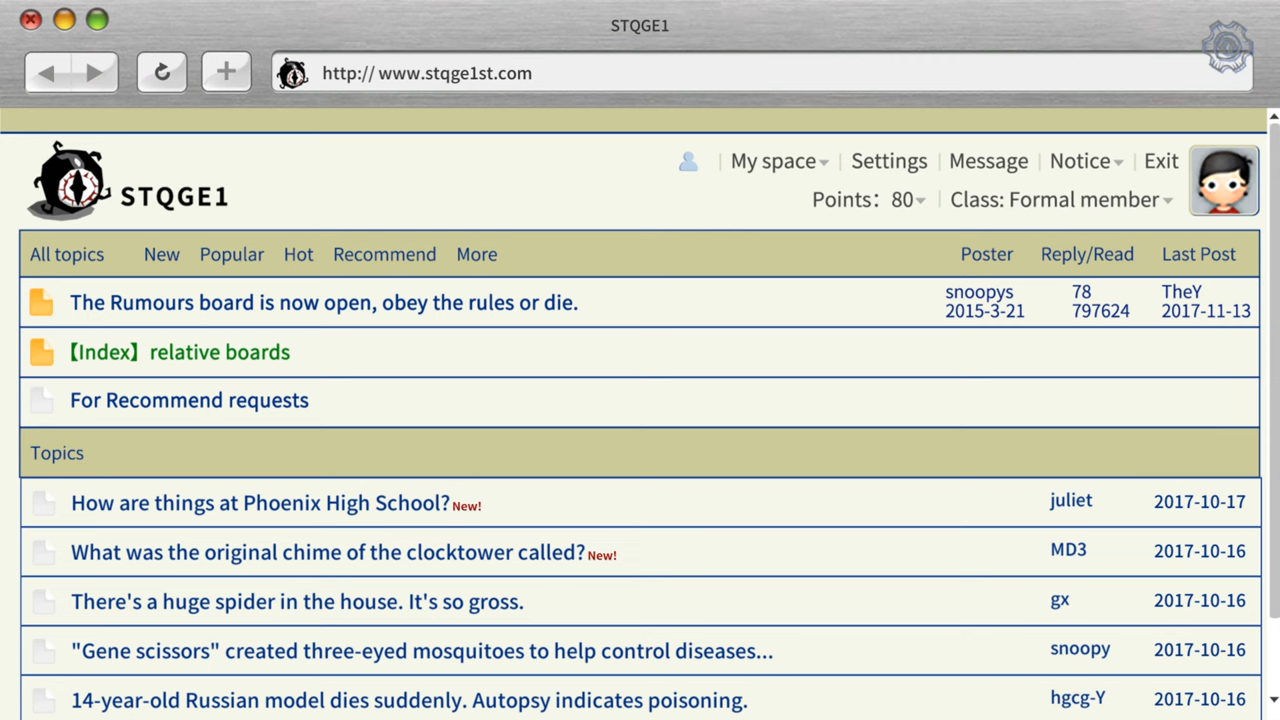 STQGE1
http:// www.stqge1st.com
My space | Settings | Message | Notice | Exit
STQGE1
Points: 80 | Class: Formal member
All topics New Popular Hot Recommend More Poster Reply/Read Last Post
The Rumours board is now open, obey the rules or die. snoopys 78 TheY
2015-3-21 797624 2017-11-13
【Index】relative boards
For Recommend requests
Topics
How are things at Phoenix High School? New! juliet 2017-10-17
What was the original chime of the clocktower called? New! MD3 2017-10-16
There's a huge spider in the house. It's so gross. gx 2017-10-16
"Gene scissors" created three-eyed mosquitoes to help control diseases... snoopy 2017-10-16
14-year-old Russian model dies suddenly. Autopsy indicates poisoning. hgcg-Y 2017-10-16